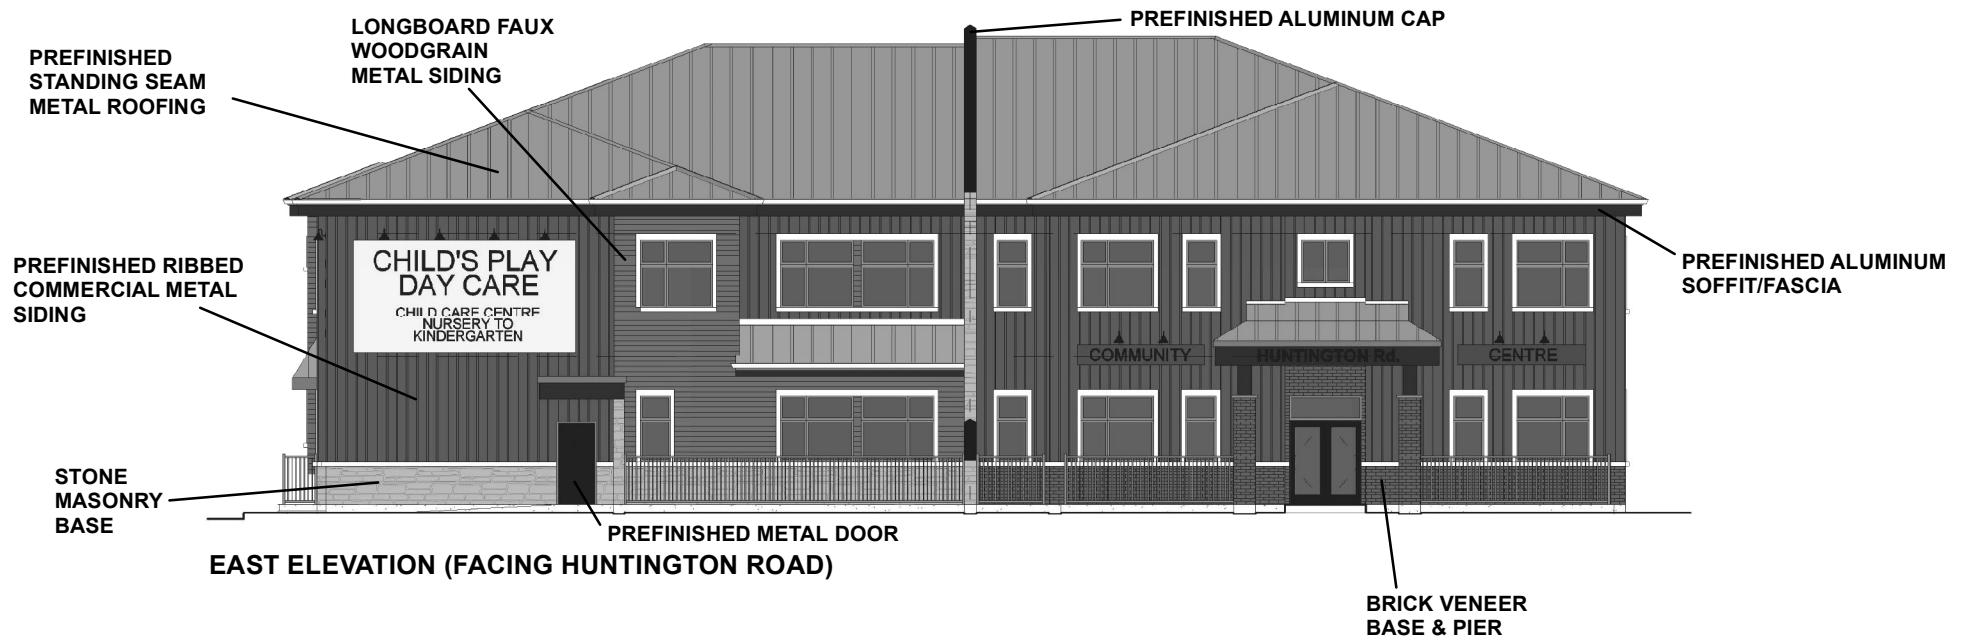 PREFINISHED ALUMINUM CAP
LONGBOARD FAUX
WOODGRAIN
METAL SIDING
PREFINISHED
STANDING SEAM
METAL ROOFING
PREFINISHED RIBBED
COMMERCIAL METAL
SIDING
CHILD'S PLAY
DAY CARE
CHILD CARE CENTRE
NURSERY TO
KINDERGARTEN
PREFINISHED ALUMINUM
SOFFIT/FASCIA
COMMUNITY
HUNTINGTON Rd.
CENTRE
STONE
MASONRY
BASE
PREFINISHED METAL DOOR
EAST ELEVATION (FACING HUNTINGTON ROAD)
BRICK VENEER
BASE & PIER